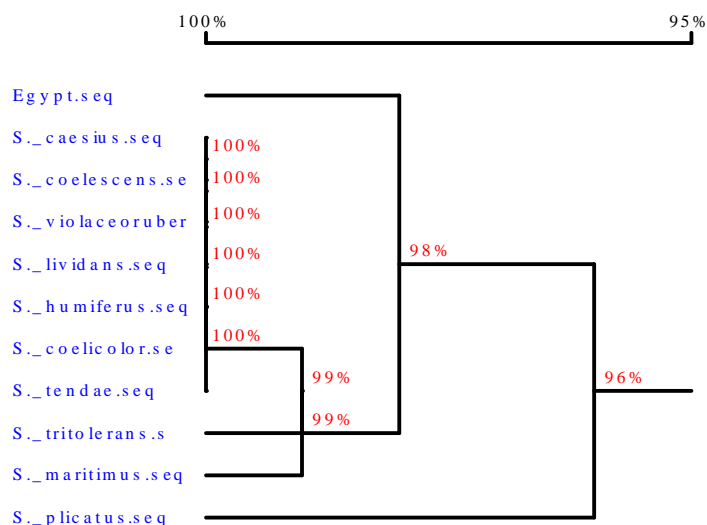 100% 95%
Egypt.seq
S._caesius.seq
100%
S._coelescens.se
100%
S._violaceoruber
100%
S._lividans.seq
100%
98%
S._humiferus.seq
100%
S._coelicolor.se
100%
S._tendae.seq
99%
96%
S._tritolerans.s
99%
S._maritimus.seq
S._plicatus.seq